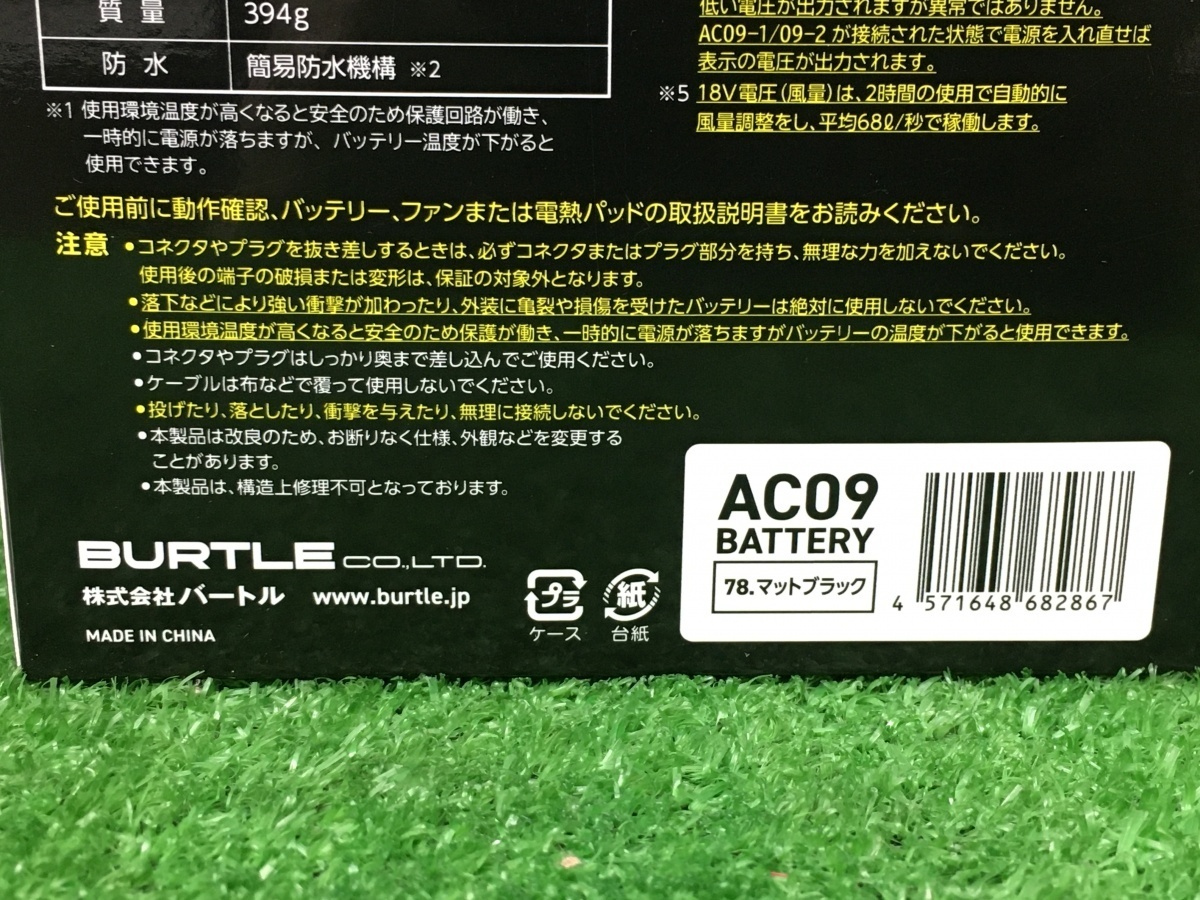 質量 394g
防水 簡易防水機構 ※2
※1 使用環境温度が高くなると安全のため保護回路が働き、
一時的に電源が落ちますが、バッテリー温度が下がると
使用できます。
低い電圧が出力されますが異常ではありません。
AC09-1/09-2 が接続された状態で電源を入れ直せば
表示の電圧が出力されます。
※5 18V電圧(風量)は、2時間の使用で自動的に
風量調整をし、平均68ℓ/秒で稼働します。
ご使用前に動作確認、バッテリー、ファンまたは電熱パッドの取扱説明書をお読みください。
注意 •コネクタやプラグを抜き差しするときは、必ずコネクタまたはプラグ部分を持ち、無理な力を加えないでください。
使用後の端子の破損または変形は、保証の対象外となります。
•落下などにより強い衝撃が加わったり、外装に亀裂や損傷を受けたバッテリーは絶対に使用しないでください。
•使用環境温度が高くなると安全のため保護が働き、一時的に電源が落ちますがバッテリーの温度が下がると使用できます。
•コネクタやプラグはしっかり奥まで差し込んでご使用ください。
•ケーブルは布などで覆って使用しないでください。
•投げたり、落としたり、衝撃を与えたり、無理に接続しないでください。
•本製品は改良のため、お断りなく仕様、外観などを変更する
ことがあります。
•本製品は、構造上修理不可となっております。
BURTLE CO.,LTD.
株式会社バートル www.burtle.jp
MADE IN CHINA
プラ
ケース
紙
台紙
AC09
BATTERY
78.マットブラック
4 571648 682867